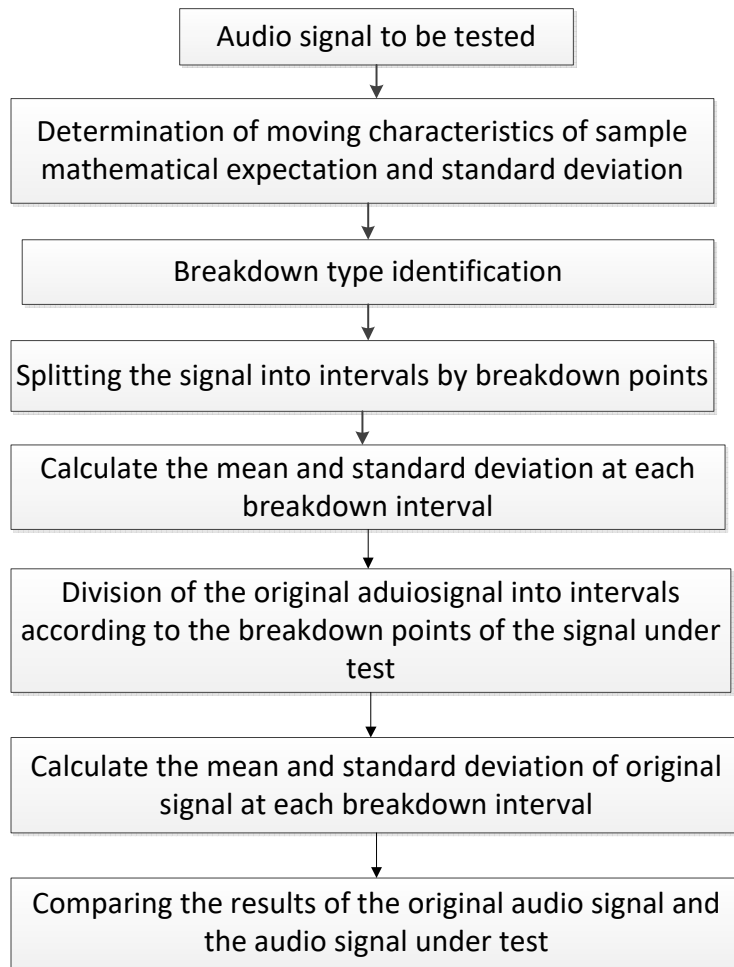 Audio signal to be tested
Determination of moving characteristics of sample
mathematical expectation and standard deviation
Breakdown type identification
Splitting the signal into intervals by breakdown points
Calculate the mean and standard deviation at each
breakdown interval
Division of the original aduiosignal into intervals
according to the breakdown points of the signal under
test
Calculate the mean and standard deviation of original
signal at each breakdown interval
Comparing the results of the original audio signal and
the audio signal under test